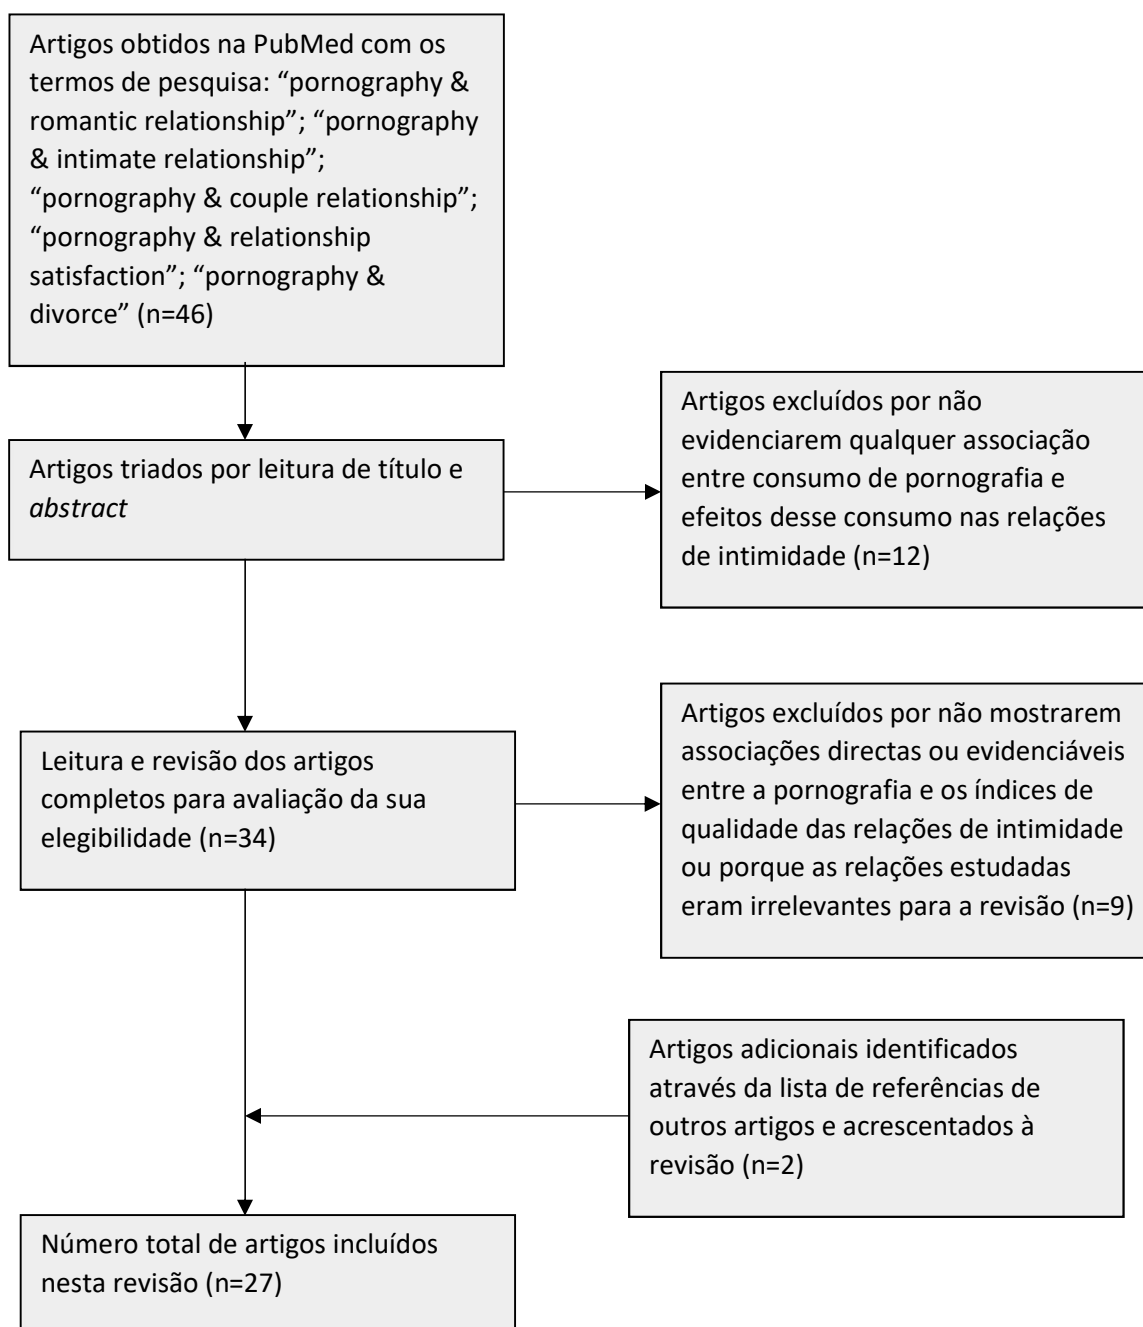 Artigos obtidos na PubMed com os
termos de pesquisa: “pornography &
romantic relationship”; “pornography
& intimate relationship”;
“pornography & couple relationship”;
“pornography & relationship
satisfaction”; “pornography &
divorce” (n=46)
Artigos triados por leitura de título e
abstract
Artigos excluídos por não
evidenciarem qualquer associação
entre consumo de pornografia e
efeitos desse consumo nas relações
de intimidade (n=12)
Leitura e revisão dos artigos
completos para avaliação da sua
elegibilidade (n=34)
Artigos excluídos por não mostrarem
associações directas ou evidenciáveis
entre a pornografia e os índices de
qualidade das relações de intimidade
ou porque as relações estudadas
eram irrelevantes para a revisão (n=9)
Artigos adicionais identificados
através da lista de referências de
outros artigos e acrescentados à
revisão (n=2)
Número total de artigos incluídos
nesta revisão (n=27)